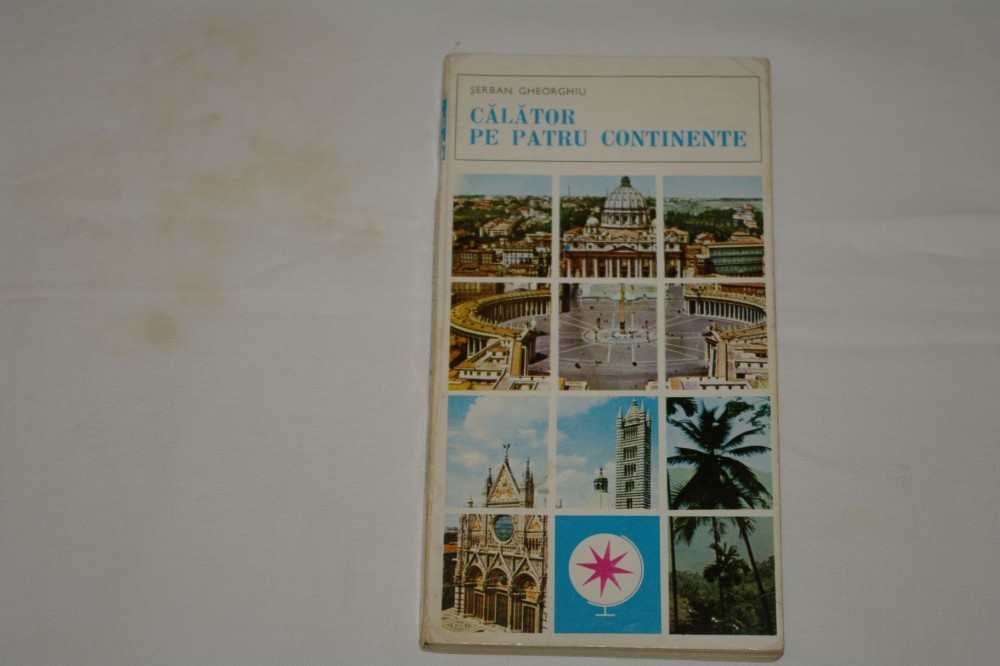 ŞERBAN GHEORGHIU
CĂLĂTOR
PE PATRU CONTINENTE